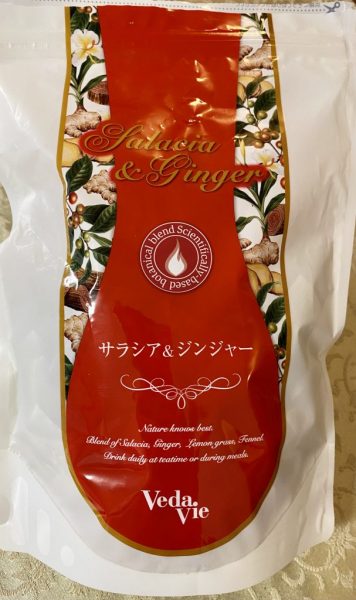 Salacia
& Ginger
Scientifically-based botanical blend
サラシア&ジンジャー
Nature knows best.
Blend of Salacia, Ginger, Lemon grass, Fennel.
Drink daily at teatime or during meals.
Veda
Vie